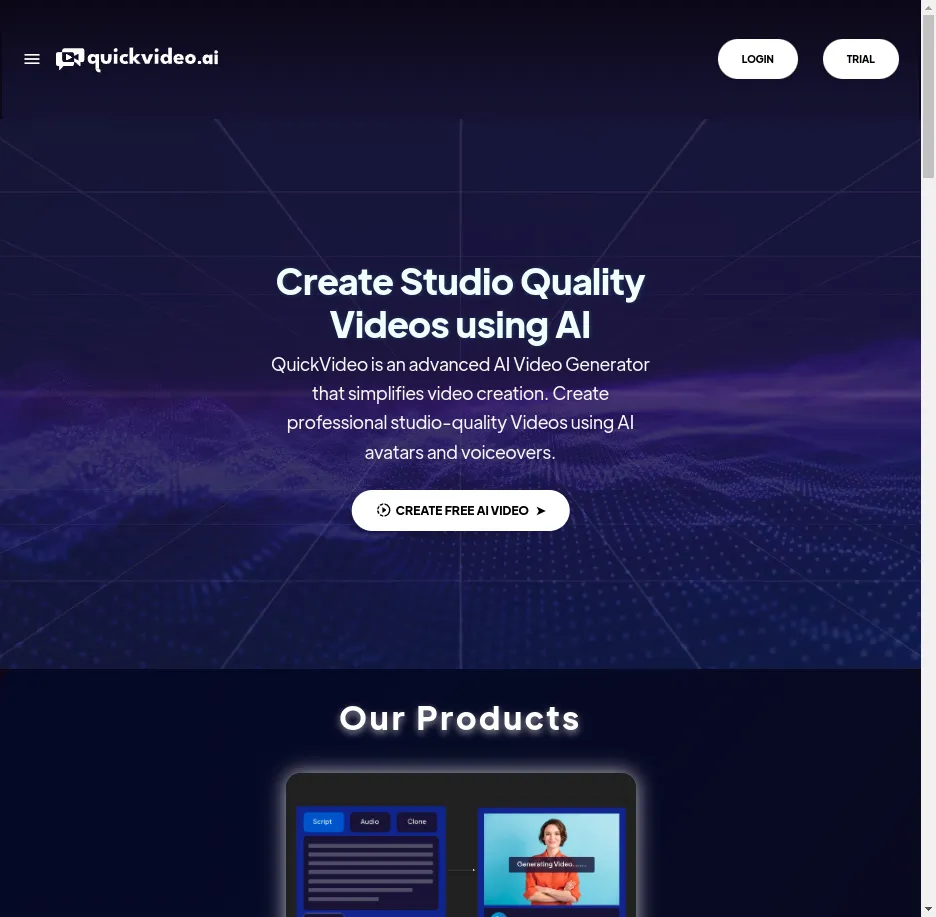 quickvideo.ai
LOGIN
TRIAL
Create Studio Quality
Videos using AI
QuickVideo is an advanced AI Video Generator
that simplifies video creation. Create
professional studio-quality Videos using AI
avatars and voiceovers.
CREATE FREE AI VIDEO ➤
Our Products
Script
Audio
Clone
Generating Video......